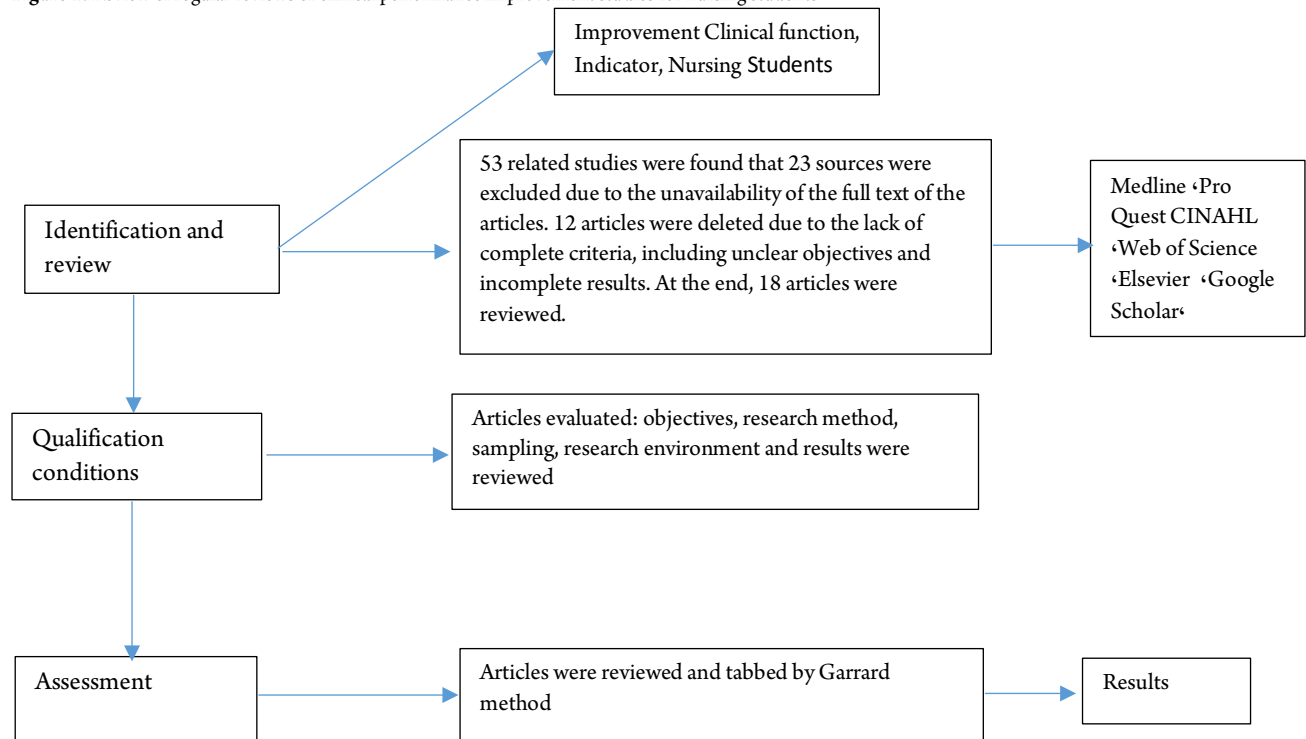 Improvement Clinical function,
Indicator, Nursing Students
53 related studies were found that 23 sources were
excluded due to the unavailability of the full text of the
articles. 12 articles were deleted due to the lack of
complete criteria, including unclear objectives and
incomplete results. At the end, 18 articles were
reviewed.
Medline ،Pro
Quest CINAHL
،Web of Science
،Elsevier ،Google
Scholar،
Identification and
review
Qualification
conditions
Articles evaluated: objectives, research method,
sampling, research environment and results were
reviewed
Assessment
Articles were reviewed and tabbed by Garrard
method
Results